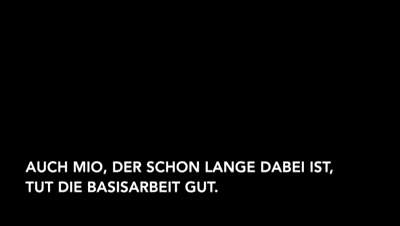 AUCH MIO, DER SCHON LANGE DABEI IST,
TUT DIE BASISARBEIT GUT.